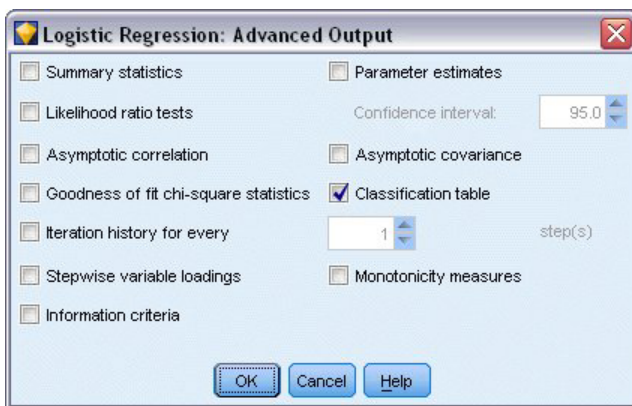 Logistic Regression: Advanced Output
Summary statistics
Parameter estimates
Likelihood ratio tests
Confidence interval: 95.0
Asymptotic correlation
Asymptotic covariance
Goodness of fit chi-square statistics
Classification table
Iteration history for every 1 step(s)
Stepwise variable loadings
Monotonicity measures
Information criteria
OK Cancel Help